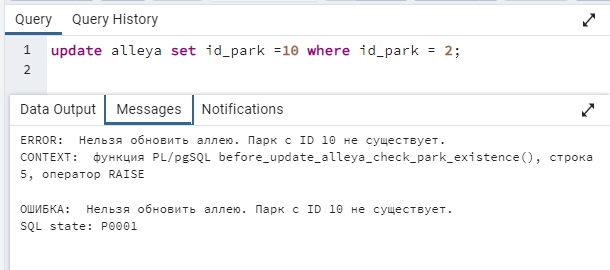 Query Query History
1 update alleya set id_park =10 where id_park = 2;
2
Data Output Messages Notifications
ERROR:  Нельзя обновить аллею. Парк с ID 10 не существует.
CONTEXT:  функция PL/pgSQL before_update_alleya_check_park_existence(), строка
5, оператор RAISE
ОШИБКА:  Нельзя обновить аллею. Парк с ID 10 не существует.
SQL state: P0001